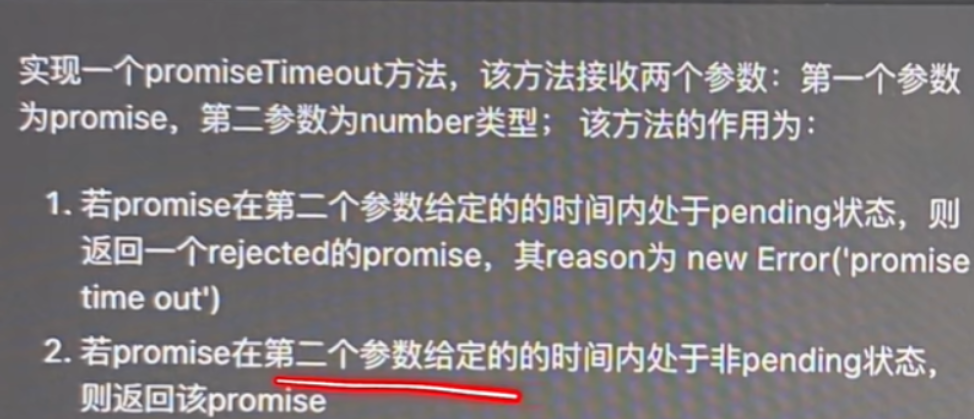 实现一个promiseTimeout方法，该方法接收两个参数：第一个参数
为promise，第二参数为number类型； 该方法的作用为：
1. 若promise在第二个参数给定的的时间内处于pending状态，则
返回一个rejected的promise，其reason为 new Error('promise
time out')
2. 若promise在第二个参数给定的的时间内处于非pending状态，
则返回该promise